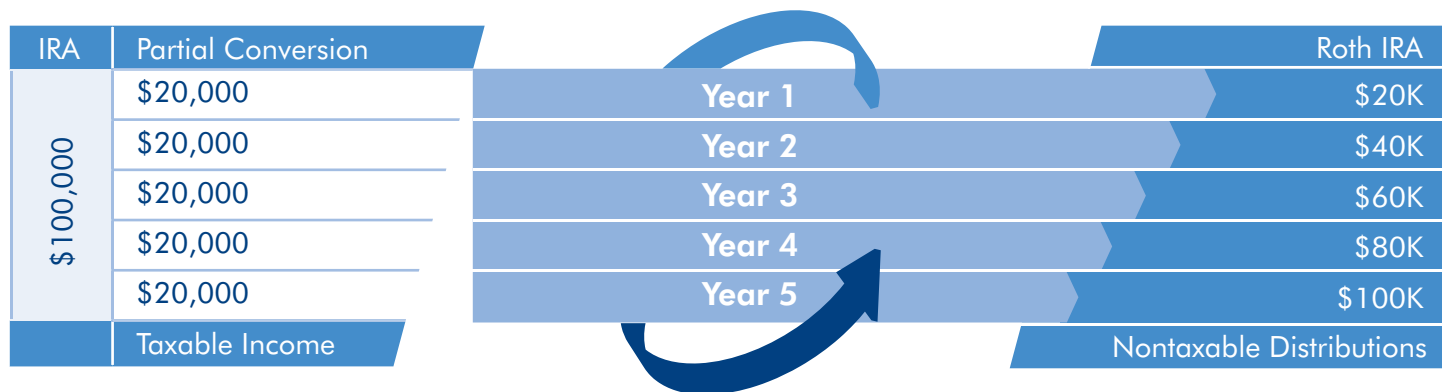 IRA Partial Conversion Roth IRA
$100,000
$20,000 Year 1 $20K
$20,000 Year 2 $40K
$20,000 Year 3 $60K
$20,000 Year 4 $80K
$20,000 Year 5 $100K
Taxable Income Nontaxable Distributions